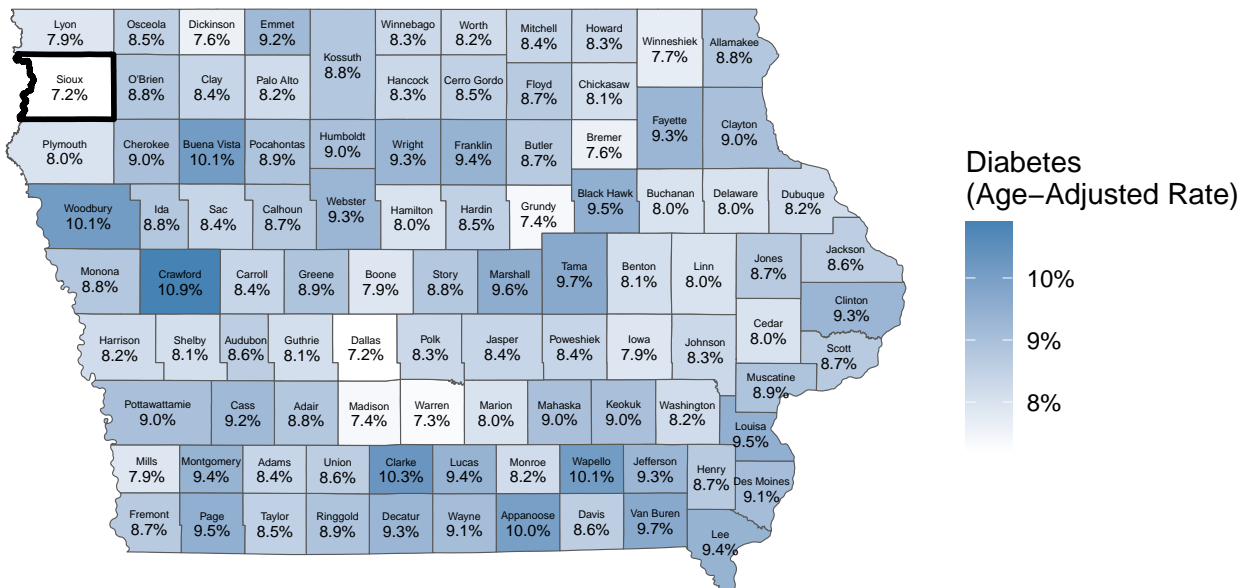 Lyon
7.9%
Osceola
8.5%
Dickinson
7.6%
Emmet
9.2%
Winnebago
8.3%
Worth
8.2%
Mitchell
8.4%
Howard
8.3%
Winneshiek
7.7%
Allamakee
8.8%
Kossuth
8.8%
Sioux
7.2%
O'Brien
8.8%
Clay
8.4%
Palo Alto
8.2%
Hancock
8.3%
Cerro Gordo
8.5%
Floyd
8.7%
Chickasaw
8.1%
Fayette
9.3%
Clayton
9.0%
Plymouth
8.0%
Cherokee
9.0%
Buena Vista
10.1%
Pocahontas
8.9%
Humboldt
9.0%
Wright
9.3%
Franklin
9.4%
Butler
8.7%
Bremer
7.6%
Woodbury
10.1%
Ida
8.8%
Sac
8.4%
Calhoun
8.7%
Webster
9.3%
Hamilton
8.0%
Hardin
8.5%
Grundy
7.4%
Black Hawk
9.5%
Buchanan
8.0%
Delaware
8.0%
Dubuque
8.2%
Monona
8.8%
Crawford
10.9%
Carroll
8.4%
Greene
8.9%
Boone
7.9%
Story
8.8%
Marshall
9.6%
Tama
9.7%
Benton
8.1%
Linn
8.0%
Jones
8.7%
Jackson
8.6%
Clinton
9.3%
Harrison
8.2%
Shelby
8.1%
Audubon
8.6%
Guthrie
8.1%
Dallas
7.2%
Polk
8.3%
Jasper
8.4%
Poweshiek
8.4%
Iowa
7.9%
Johnson
8.3%
Cedar
8.0%
Scott
8.7%
Muscatine
8.9%
Pottawattamie
9.0%
Cass
9.2%
Adair
8.8%
Madison
7.4%
Warren
7.3%
Marion
8.0%
Mahaska
9.0%
Keokuk
9.0%
Washington
8.2%
Louisa
9.5%
Mills
7.9%
Montgomery
9.4%
Adams
8.4%
Union
8.6%
Clarke
10.3%
Lucas
9.4%
Monroe
8.2%
Wapello
10.1%
Jefferson
9.3%
Henry
8.7%
Des Moines
9.1%
Fremont
8.7%
Page
9.5%
Taylor
8.5%
Ringgold
8.9%
Decatur
9.3%
Wayne
9.1%
Appanoose
10.0%
Davis
8.6%
Van Buren
9.7%
Lee
9.4%
Diabetes
(Age−Adjusted Rate)
10%
9%
8%